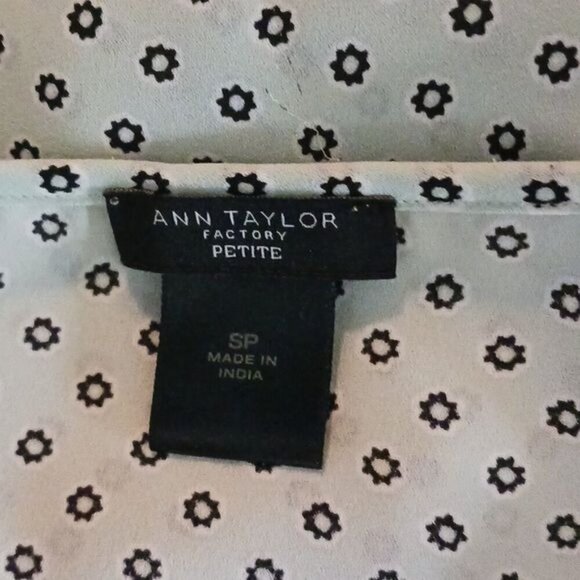 ANN TAYLOR
FACTORY
PETITE
SP
MADE IN
INDIA